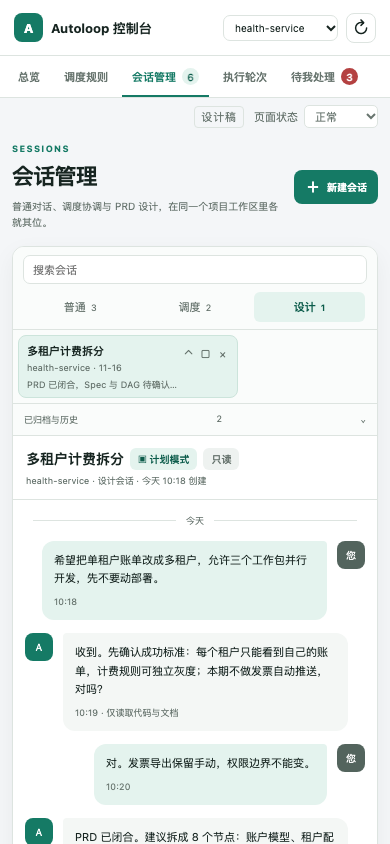 A Autoloop 控制台 health-service
总览 调度规则 会话管理 6 执行轮次 待我处理 3
设计稿 页面状态 正常
SESSIONS
会话管理
普通对话、调度协调与 PRD 设计，在同一个项目工作区里各
就其位。
+ 新建会话
搜索会话
普通 3 调度 2 设计 1
多租户计费拆分
health-service · 11-16
PRD 已闭合，Spec 与 DAG 待确认...
已归档与历史 2
多租户计费拆分 计划模式 只读
health-service · 设计会话 · 今天 10:18 创建
今天
希望把单租户账单改成多租户，允许三个工作包并行
开发，先不要动部署。
10:18
您
A
收到。先确认成功标准：每个租户只能看到自己的账
单，计费规则可独立灰度；本期不做发票自动推送，
对吗？
10:19 · 仅读取代码与文档
对。发票导出保留手动，权限边界不能变。
10:20
您
A
PRD 已闭合。建议拆成 8 个节点：账户模型、租户配